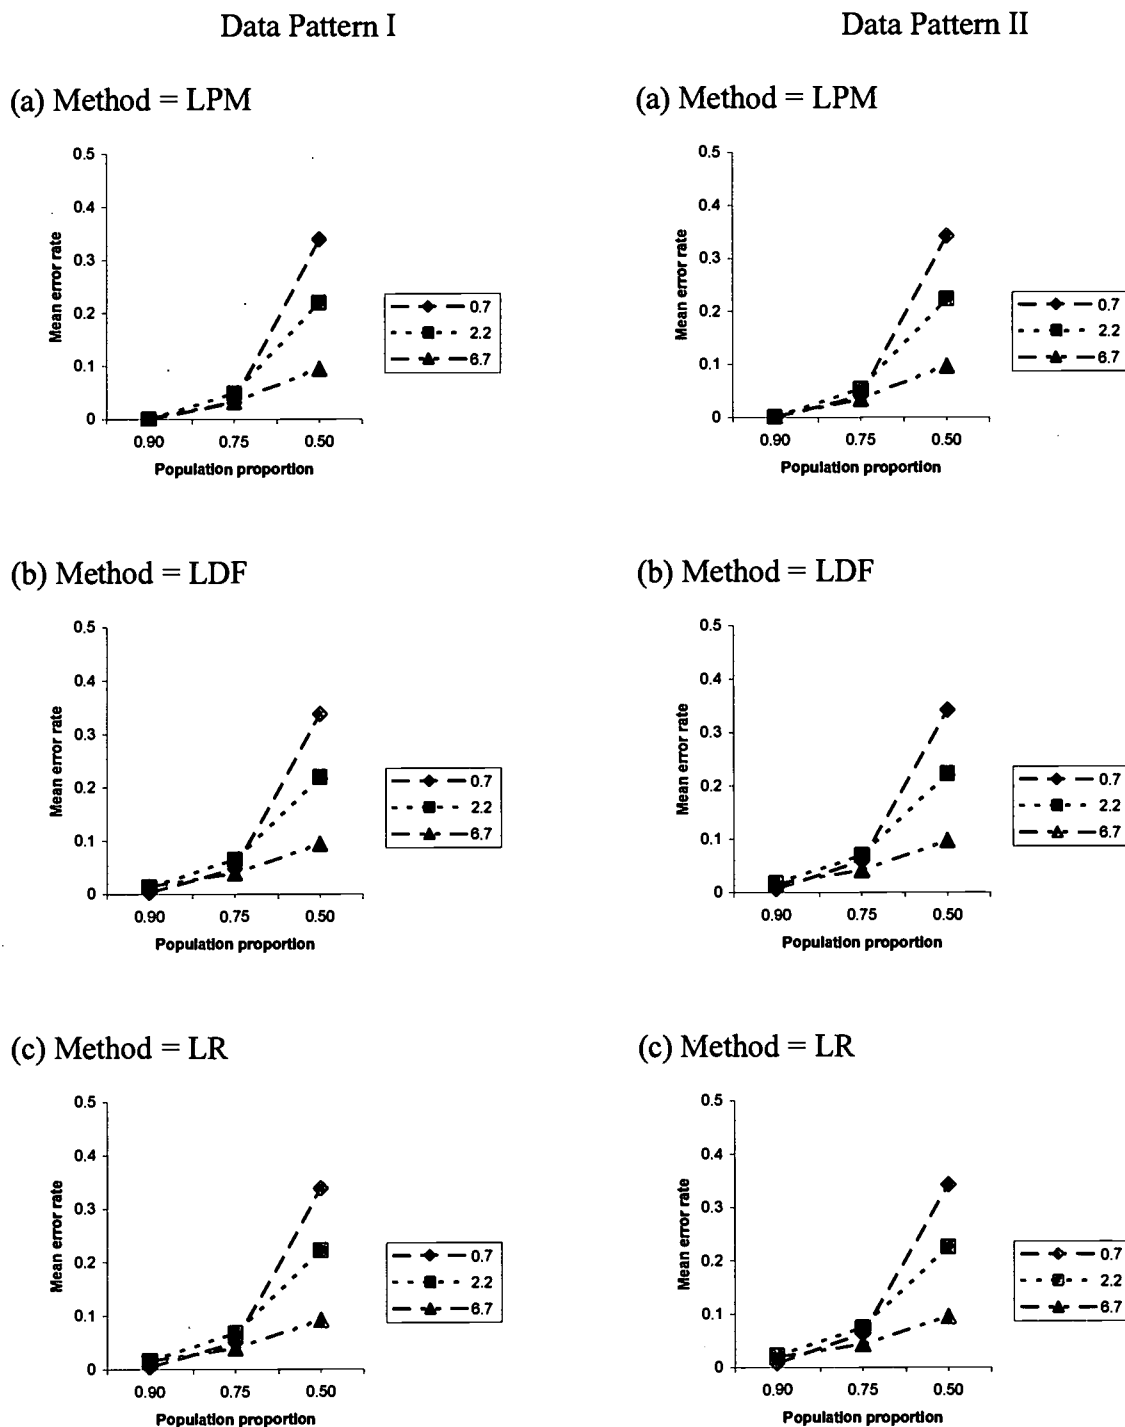 Data Pattern I
Data Pattern II
(a) Method = LPM
(a) Method = LPM
0.5
0.4
0.3
0.2
0.1
0
Mean error rate
0.90 0.75 0.50
Population proportion
0.7
2.2
6.7
0.5
0.4
0.3
0.2
0.1
0
Mean error rate
0.90 0.75 0.50
Population proportion
0.7
2.2
6.7
(b) Method = LDF
(b) Method = LDF
0.5
0.4
0.3
0.2
0.1
0
Mean error rate
0.90 0.75 0.50
Population proportion
0.7
2.2
6.7
0.5
0.4
0.3
0.2
0.1
0
Mean error rate
0.90 0.75 0.50
Population proportion
0.7
2.2
6.7
(c) Method = LR
(c) Method = LR
0.5
0.4
0.3
0.2
0.1
0
Mean error rate
0.90 0.75 0.50
Population proportion
0.7
2.2
6.7
0.5
0.4
0.3
0.2
0.1
0
Mean error rate
0.90 0.75 0.50
Population proportion
0.7
2.2
6.7